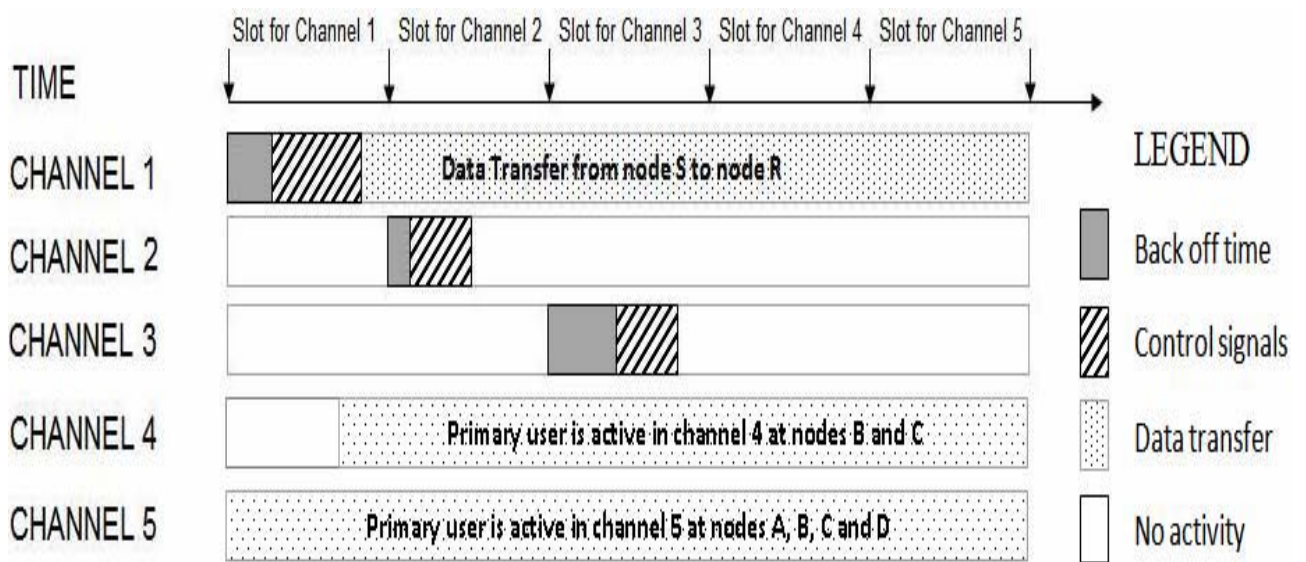 Slot for Channel 1 Slot for Channel 2 Slot for Channel 3 Slot for Channel 4 Slot for Channel 5
TIME
LEGEND
CHANNEL 1
Data Transfer from node S to node R
CHANNEL 2
Back off time
CHANNEL 3
Control signals
CHANNEL 4
Primary user is active in channel 4 at nodes B and C
Data transfer
CHANNEL 5
Primary user is active in channel 5 at nodes A, B, C and D
No activity